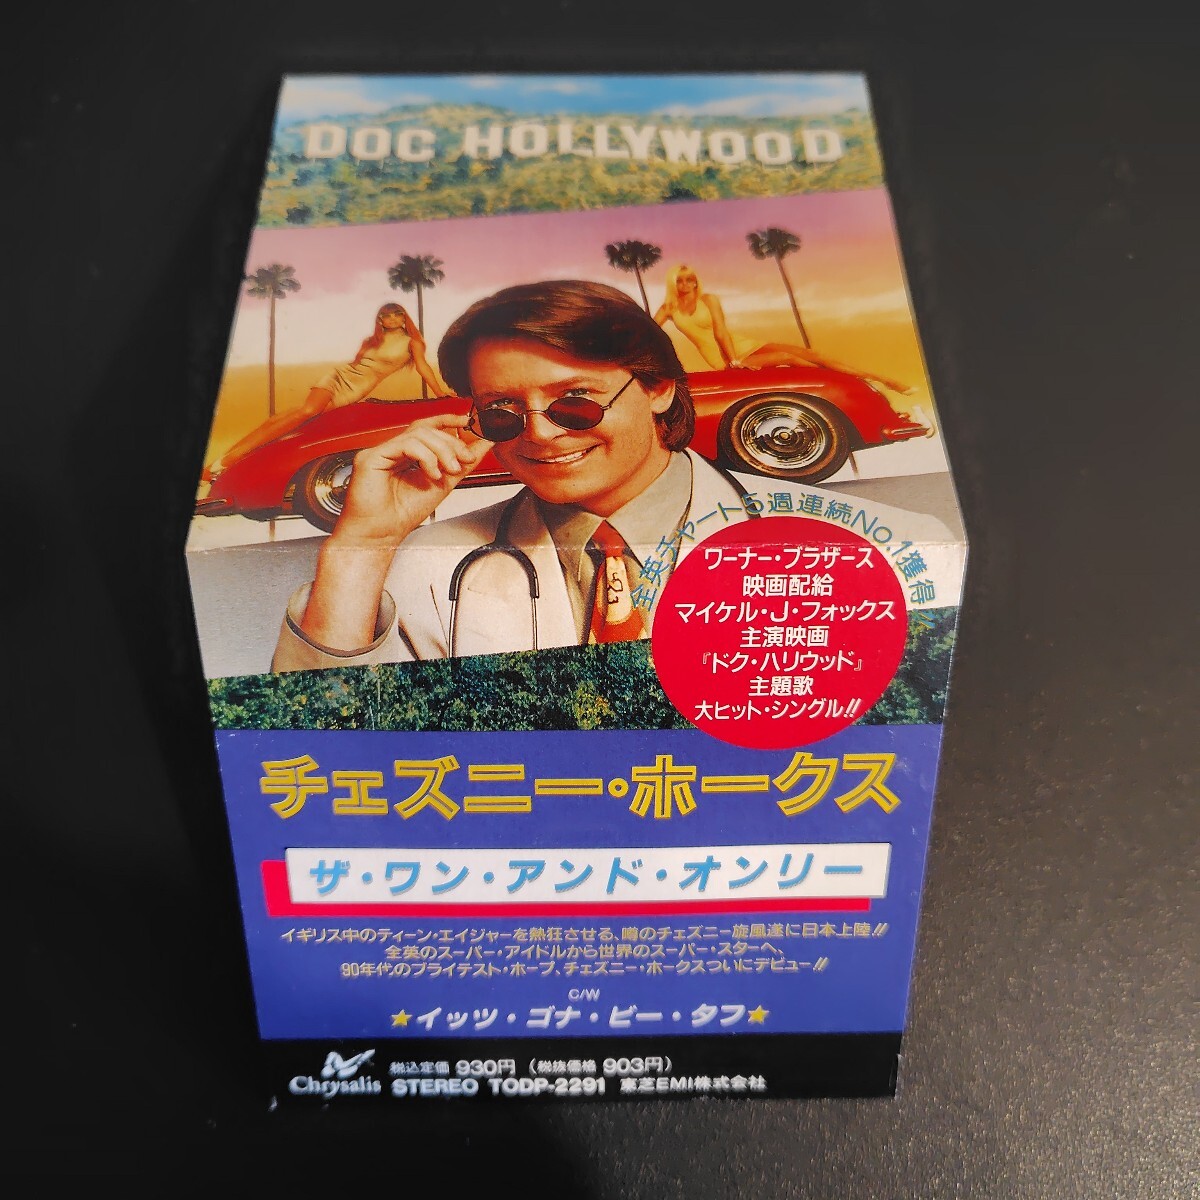 DOC HOLLYWOOD
全英チャート5週連続No.1獲得!!
ワーナー・ブラザース
映画配給
マイケル・J・フォックス
主演映画
『ドク・ハリウッド』
主題歌
大ヒット・シングル!!
チェズニー・ホークス
ザ・ワン・アンド・オンリー
イギリス中のティーン・エイジャーを熱狂させる、噂のチェズニー旋風遂に日本上陸!!
全英のスーパー・アイドルから世界のスーパー・スターへ、
90年代のブライテスト・ホープ、チェズニー・ホークスついにデビュー!!
C/W
★イッツ・ゴナ・ビー・タフ★
Chrysalis
税込定価 930円 (税抜価格 903円)
STEREO TODP-2291 東芝EMI株式会社